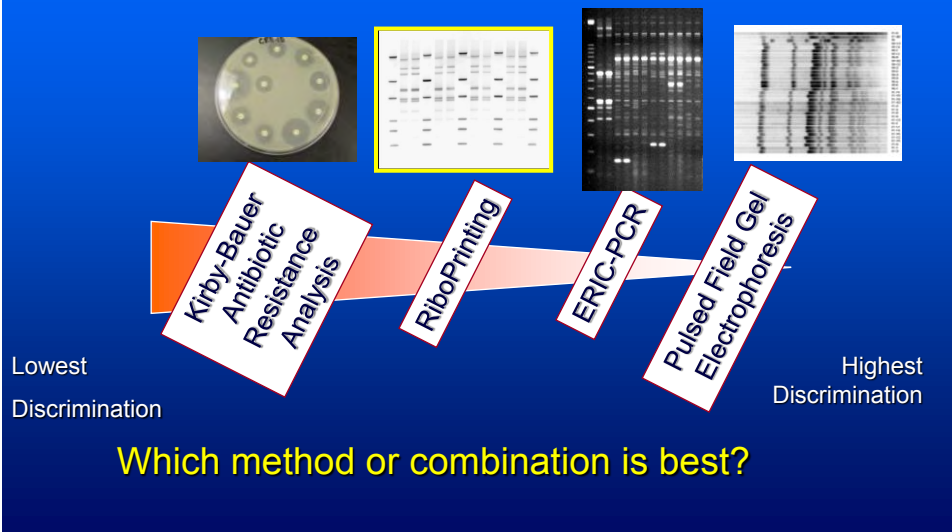 Kirby-Bauer
Antibiotic
Resistance
Analysis
RiboPrinting
ERIC-PCR
Pulsed Field Gel
Electrophoresis
Lowest
Discrimination
Highest
Discrimination
Which method or combination is best?